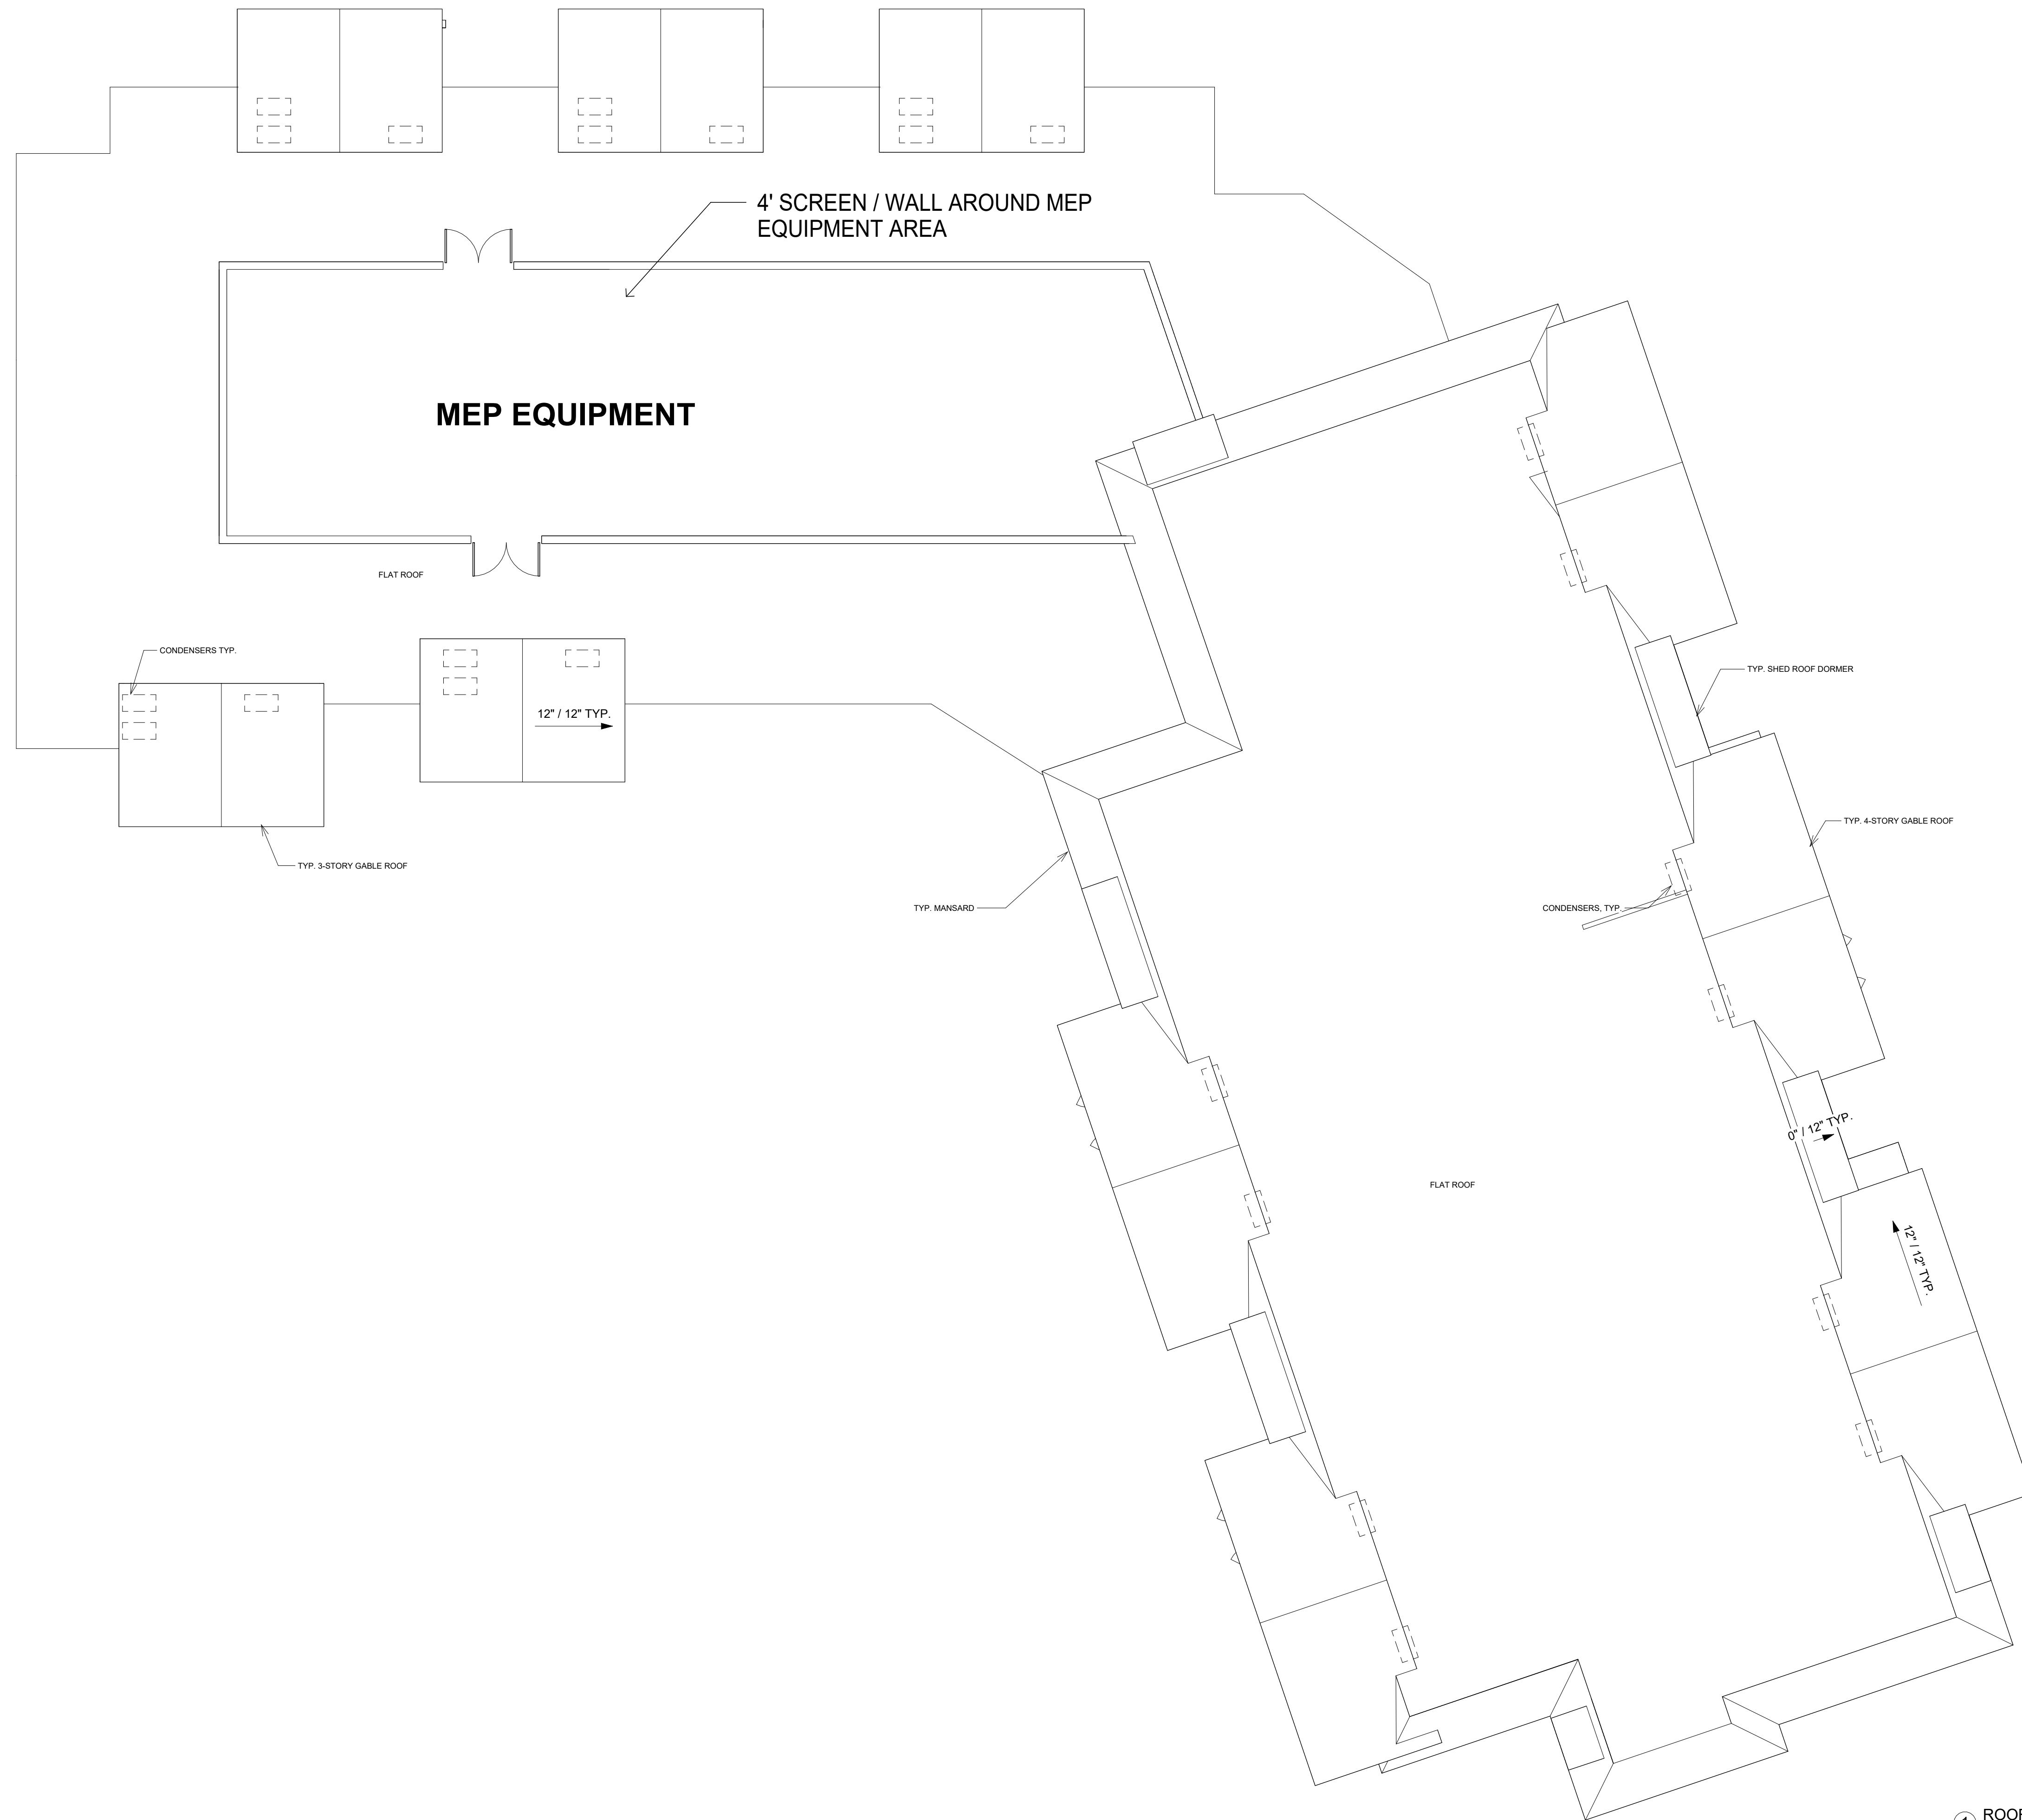 4' SCREEN / WALL AROUND MEP
EQUIPMENT AREA
MEP EQUIPMENT
FLAT ROOF
CONDENSERS TYP.
12" / 12" TYP.
TYP. SHED ROOF DORMER
TYP. 4-STORY GABLE ROOF
TYP. 3-STORY GABLE ROOF
TYP. MANSARD
CONDENSERS, TYP.
0" / 12" TYP.
FLAT ROOF
12" / 12" TYP.